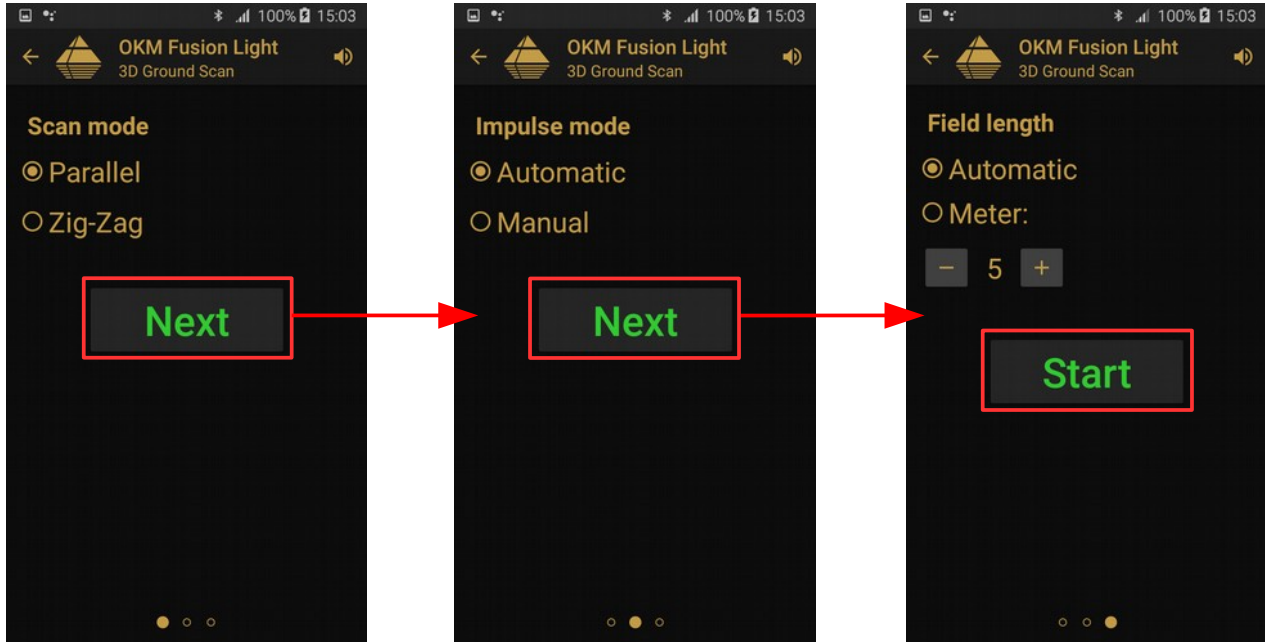 100% 15:03
OKM Fusion Light
3D Ground Scan
Scan mode
Parallel
Zig-Zag
Next
100% 15:03
OKM Fusion Light
3D Ground Scan
Impulse mode
Automatic
Manual
Next
100% 15:03
OKM Fusion Light
3D Ground Scan
Field length
Automatic
Meter:
− 5 +
Start